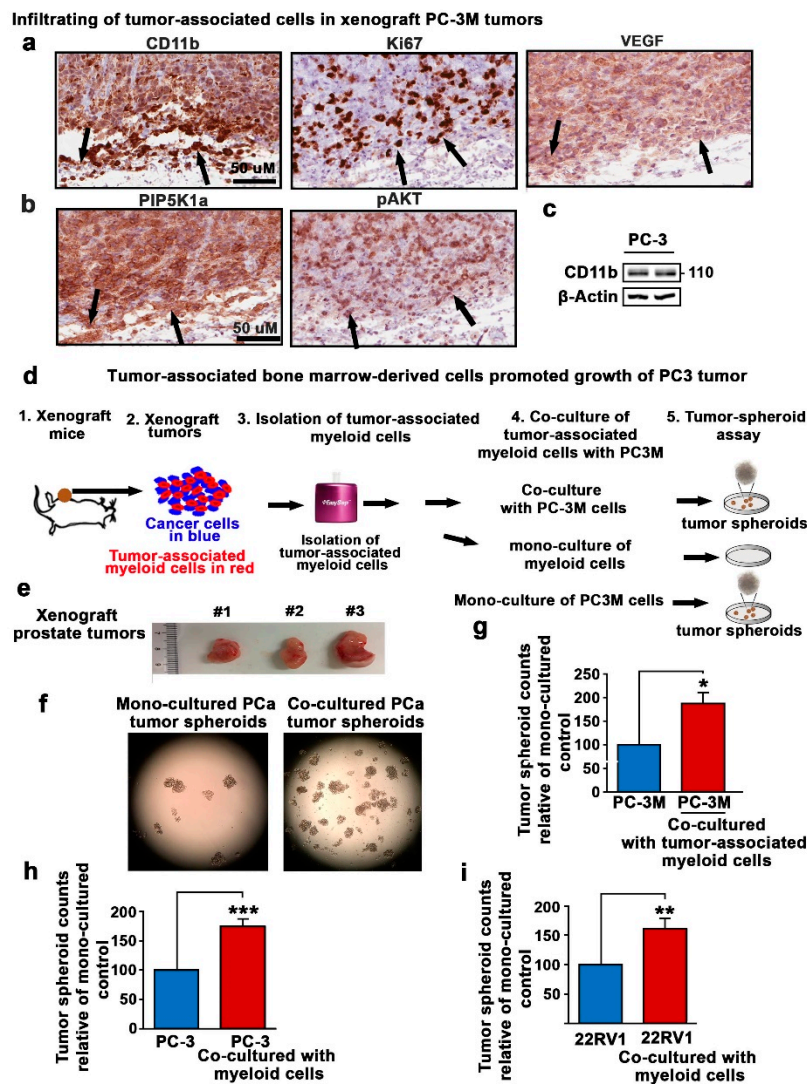 Infiltrating of tumor-associated cells in xenograft PC-3M tumors
a
CD11b
Ki67
VEGF
50 uM
b
PIP5K1a
pAKT
50 uM
c
PC-3
CD11b
- 110
β-Actin
d
Tumor-associated bone marrow-derived cells promoted growth of PC3 tumor
1. Xenograft
mice
2. Xenograft
tumors
3. Isolation of tumor-associated
myeloid cells
4. Co-culture of
tumor-associated
myeloid cells with PC3M
5. Tumor-spheroid
assay
Cancer cells
in blue
Tumor-associated
myeloid cells in red
Isolation of
tumor-associated
myeloid cells
Co-culture
with PC-3M cells
mono-culture of
myeloid cells
Mono-culture of PC3M cells
tumor spheroids
tumor spheroids
e
Xenograft
prostate tumors
#1
#2
#3
f
Mono-cultured PCa
tumor spheroids
Co-cultured PCa
tumor spheroids
g
Tumor spheroid counts
relative of mono-cultured
control
250
200
150
100
50
0
*
PC-3M
PC-3M
Co-cultured
with tumor-associated
myeloid cells
h
Tumor spheroid counts
relative of mono-cultured
control
200
150
100
50
0
***
PC-3
PC-3
Co-cultured with
myeloid cells
i
Tumor spheroid counts
relative of mono-cultured
control
200
150
100
50
**
22RV1
22RV1
Co-cultured with
myeloid cells